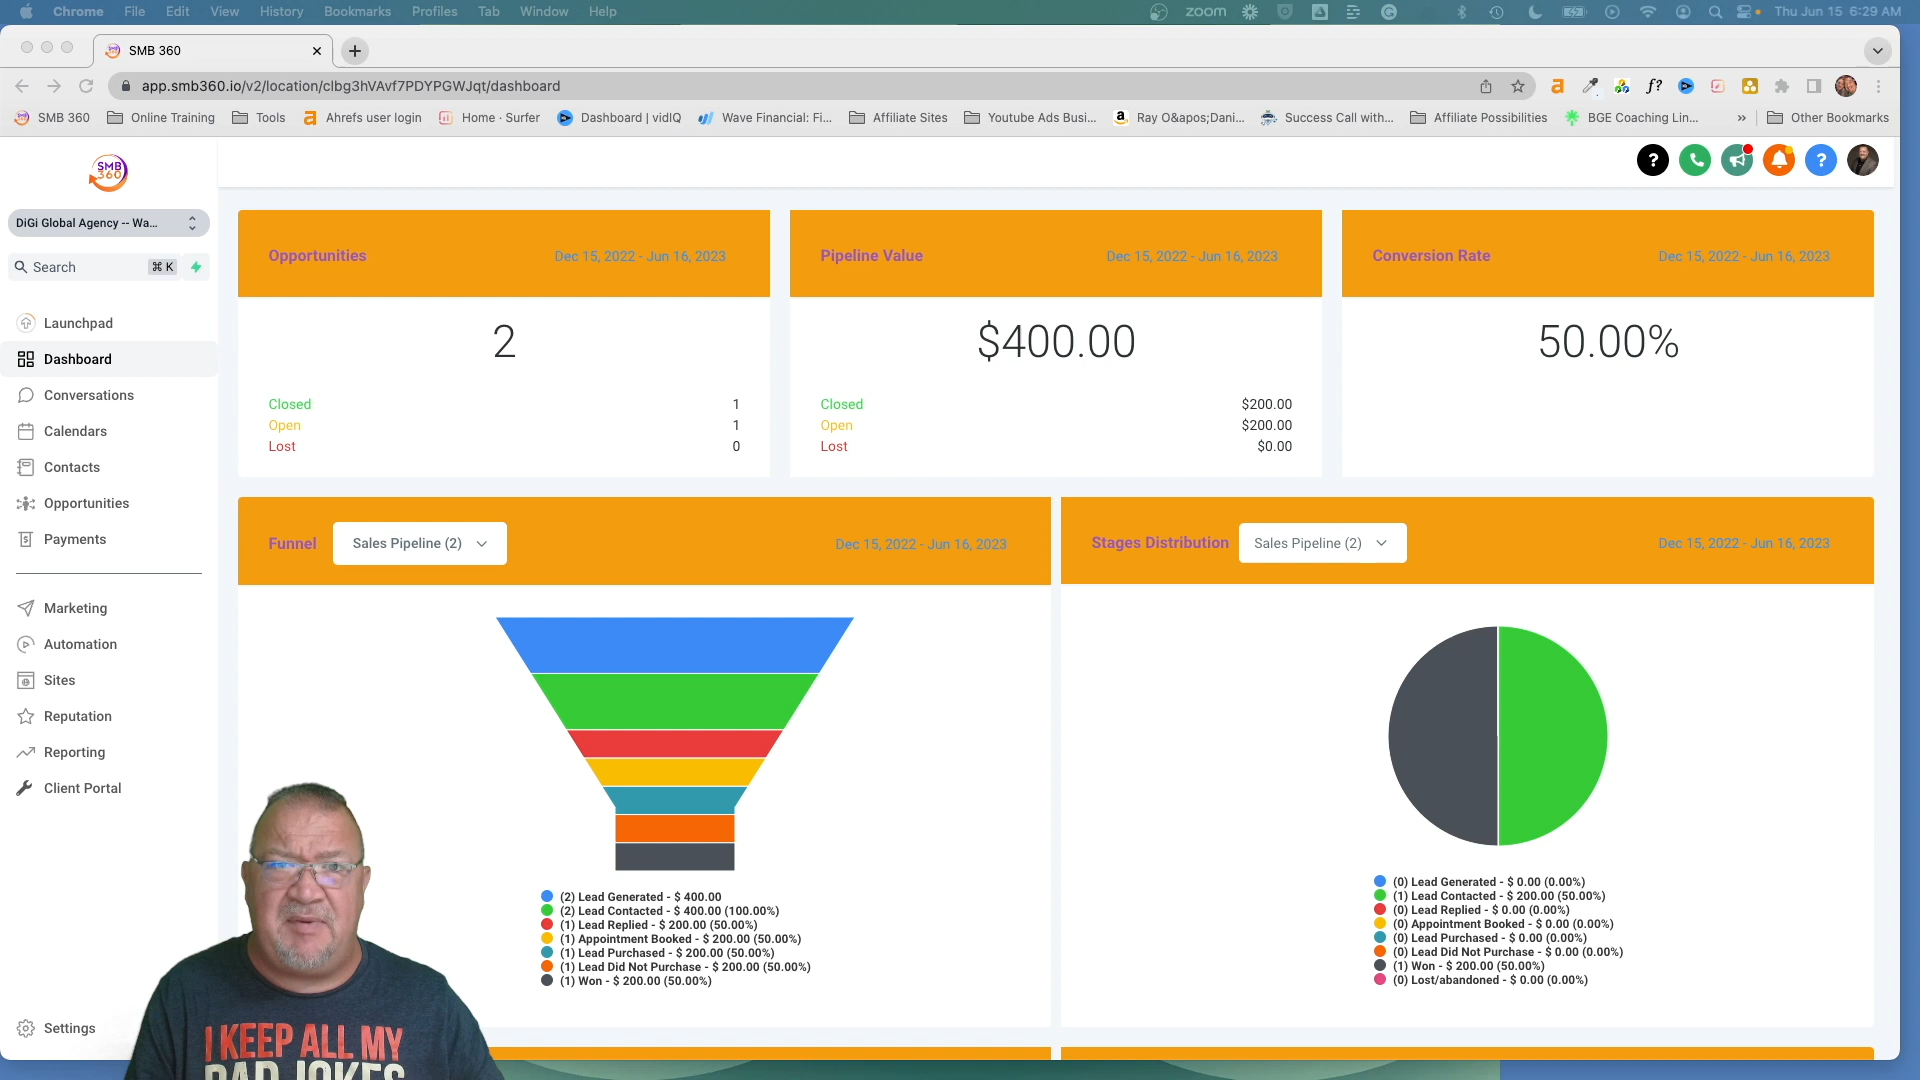 Chrome File Edit View History Bookmarks Profiles Tab Window Help
zoom
Thu Jun 15 6:29 AM
SMB 360
app.smb360.io/v2/location/clbg3hVAvf7PDYPGWJqt/dashboard
a
f?
SMB 360
Online Training
Tools
Ahrefs user login
Home · Surfer
Dashboard | vidIQ
Wave Financial: Fi...
Affiliate Sites
Youtube Ads Busi...
Ray O&apos;Dani...
Success Call with...
Affiliate Possibilities
BGE Coaching Lin...
»
Other Bookmarks
SMB
360
DiGi Global Agency -- Wa...
Search
⌘ K
Launchpad
Dashboard
Conversations
Calendars
Contacts
Opportunities
Payments
Marketing
Automation
Sites
Reputation
Reporting
Client Portal
Settings
?
?
Opportunities
Dec 15, 2022 - Jun 16, 2023
2
Closed 1
Open 1
Lost 0
Pipeline Value
Dec 15, 2022 - Jun 16, 2023
$400.00
Closed $200.00
Open $200.00
Lost $0.00
Conversion Rate
Dec 15, 2022 - Jun 16, 2023
50.00%
Funnel
Sales Pipeline (2)
Dec 15, 2022 - Jun 16, 2023
(2) Lead Generated - $ 400.00
(2) Lead Contacted - $ 400.00 (100.00%)
(1) Lead Replied - $ 200.00 (50.00%)
(1) Appointment Booked - $ 200.00 (50.00%)
(1) Lead Purchased - $ 200.00 (50.00%)
(1) Lead Did Not Purchase - $ 200.00 (50.00%)
(1) Won - $ 200.00 (50.00%)
Stages Distribution
Sales Pipeline (2)
Dec 15, 2022 - Jun 16, 2023
(0) Lead Generated - $ 0.00 (0.00%)
(1) Lead Contacted - $ 200.00 (50.00%)
(0) Lead Replied - $ 0.00 (0.00%)
(0) Appointment Booked - $ 0.00 (0.00%)
(0) Lead Purchased - $ 0.00 (0.00%)
(0) Lead Did Not Purchase - $ 0.00 (0.00%)
(1) Won - $ 200.00 (50.00%)
(0) Lost/abandoned - $ 0.00 (0.00%)
I KEEP ALL MY
DAD JOKES